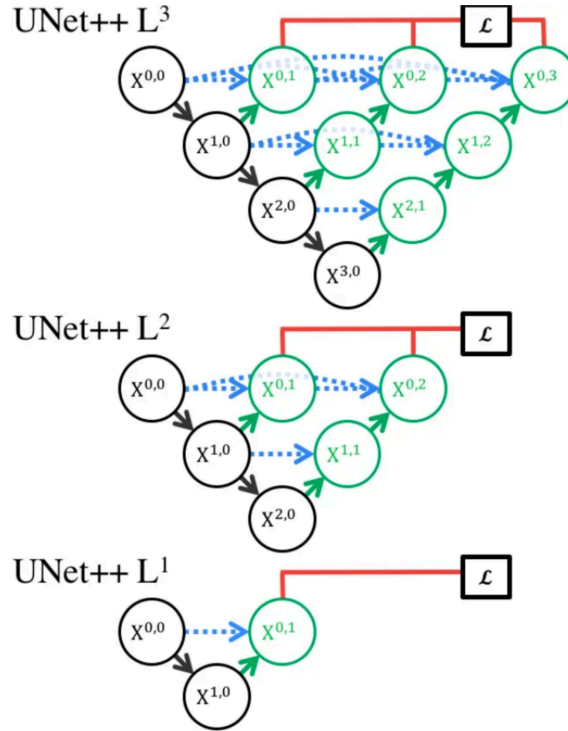 UNet++ L³
ℒ
X⁰,⁰ X⁰,¹ X⁰,² X⁰,³
X¹,⁰ X¹,¹ X¹,²
X²,⁰ X²,¹
X³,⁰
UNet++ L²
ℒ
X⁰,⁰ X⁰,¹ X⁰,²
X¹,⁰ X¹,¹
X²,⁰
UNet++ L¹
ℒ
X⁰,⁰ X⁰,¹
X¹,⁰